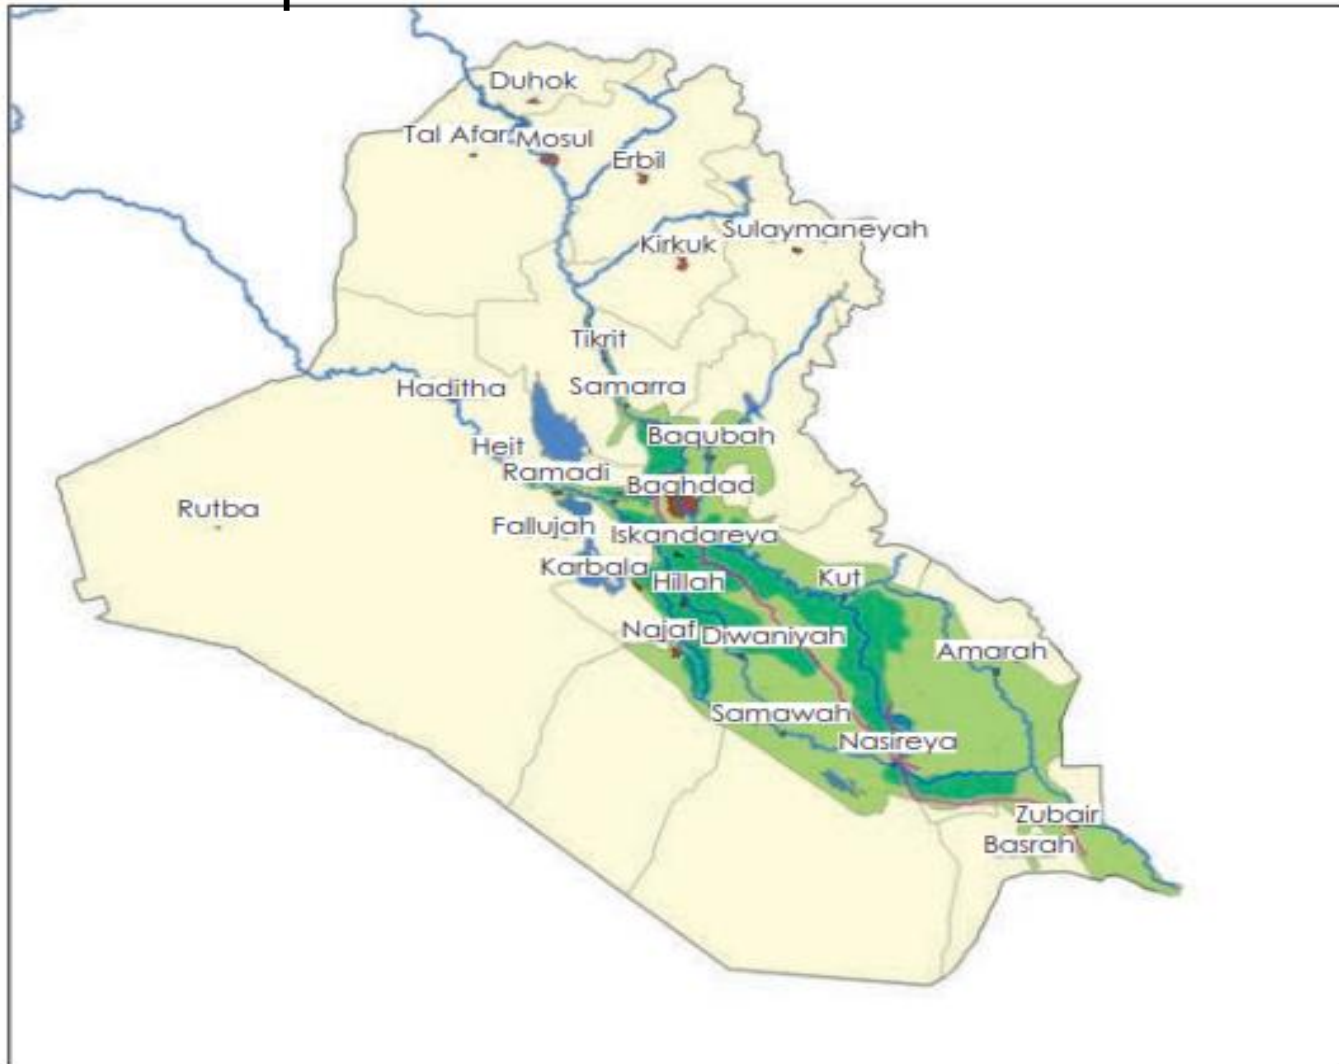 Duhok
Tal Afar
Mosul
Erbil
Sulaymaneyah
Kirkuk
Tikrit
Haditha
Samarra
Baqubah
Heit
Ramadi
Baghdad
Rutba
Fallujah
Iskandareya
Karbala
Hillah
Kut
Najaf
Diwaniyah
Amarah
Samawah
Nasireya
Zubair
Basrah